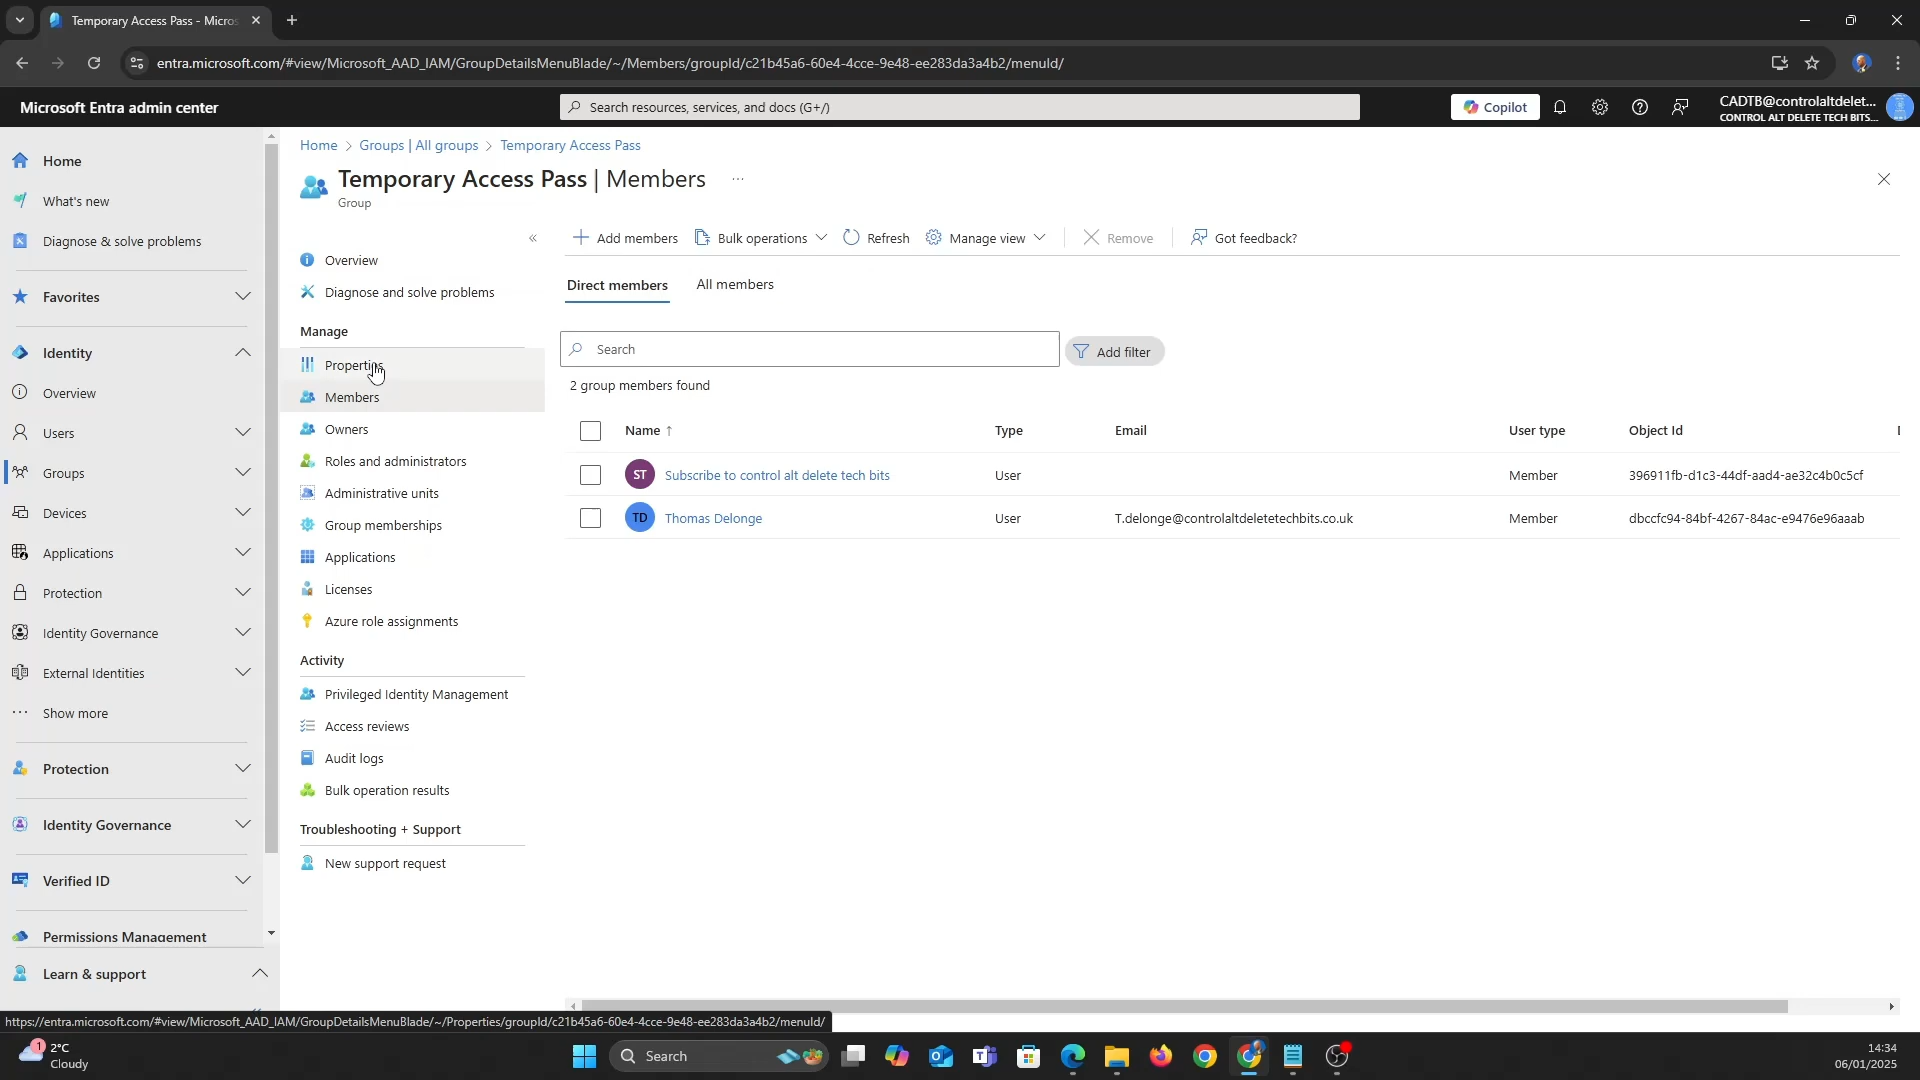 Temporary Access Pass - Micros
entra.microsoft.com/#view/Microsoft_AAD_IAM/GroupDetailsMenuBlade/~/Members/groupId/c21b45a6-60e4-4cce-9e48-ee283da3a4b2/menuId/
Microsoft Entra admin center
Search resources, services, and docs (G+/)
Copilot
CADTB@controlaltdelet...
CONTROL ALT DELETE TECH BITS...
Home
What's new
Diagnose & solve problems
Favorites
Identity
Overview
Users
Groups
Devices
Applications
Protection
Identity Governance
External Identities
Show more
Protection
Identity Governance
Verified ID
Permissions Management
Learn & support
Home > Groups | All groups > Temporary Access Pass
Temporary Access Pass | Members ...
Group
Overview
Diagnose and solve problems
Manage
Properties
Members
Owners
Roles and administrators
Administrative units
Group memberships
Applications
Licenses
Azure role assignments
Activity
Privileged Identity Management
Access reviews
Audit logs
Bulk operation results
Troubleshooting + Support
New support request
Add members
Bulk operations
Refresh
Manage view
Remove
Got feedback?
Direct members
All members
Search
Add filter
2 group members found
Name ↑ Type Email User type Object Id
ST Subscribe to control alt delete tech bits User Member 396911fb-d1c3-44df-aad4-ae32c4b0c5cf
TD Thomas Delonge User T.delonge@controlaltdeletetechbits.co.uk Member dbccfc94-84bf-4267-84ac-e9476e96aaab
https://entra.microsoft.com/#view/Microsoft_AAD_IAM/GroupDetailsMenuBlade/~/Properties/groupId/c21b45a6-60e4-4cce-9e48-ee283da3a4b2/menuId/
1
2°C
Cloudy
Search
14:34
06/01/2025